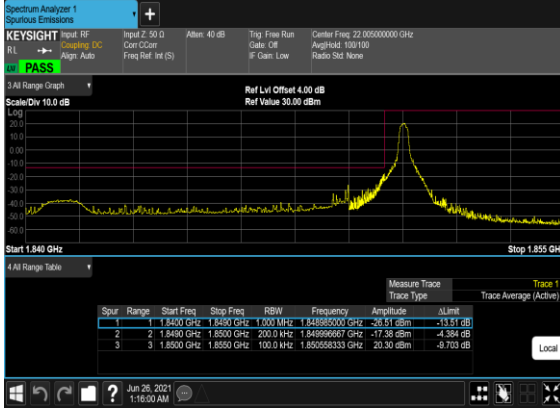 Spectrum Analyzer 1
Spurious Emissions
+
KEYSIGHT Input: RF Input Z: 50 Ω Atten: 40 dB Trig: Free Run Center Freq: 22.005000000 GHz
RL Coupling: DC Corr CCorr Gate: Off Avg|Hold: 100/100
Align: Auto Freq Ref: Int (S) IF Gain: Low Radio Std: None
PASS
3 All Range Graph
Ref Lvl Offset 4.00 dB
Scale/Div 10.0 dB Ref Value 30.00 dBm
Log
20.0
10.0
0.00
-10.0
-20.0
-30.0
-40.0
-50.0
-60.0
Start 1.840 GHz Stop 1.855 GH
4 All Range Table
Measure Trace Trace 1
Trace Type Trace Average (Active)
Spur Range Start Freq Stop Freq RBW Frequency Amplitude ΔLimit
1 1 1.8400 GHz 1.8490 GHz 1.000 MHz 1.848985000 GHz -26.51 dBm -13.51 dB
2 2 1.8490 GHz 1.8500 GHz 200.0 kHz 1.849996667 GHz -17.38 dBm -4.384 dB
3 3 1.8500 GHz 1.8550 GHz 100.0 kHz 1.850558333 GHz 20.30 dBm -9.703 dB
Local
?
Jun 26, 2021
1:16:00 AM